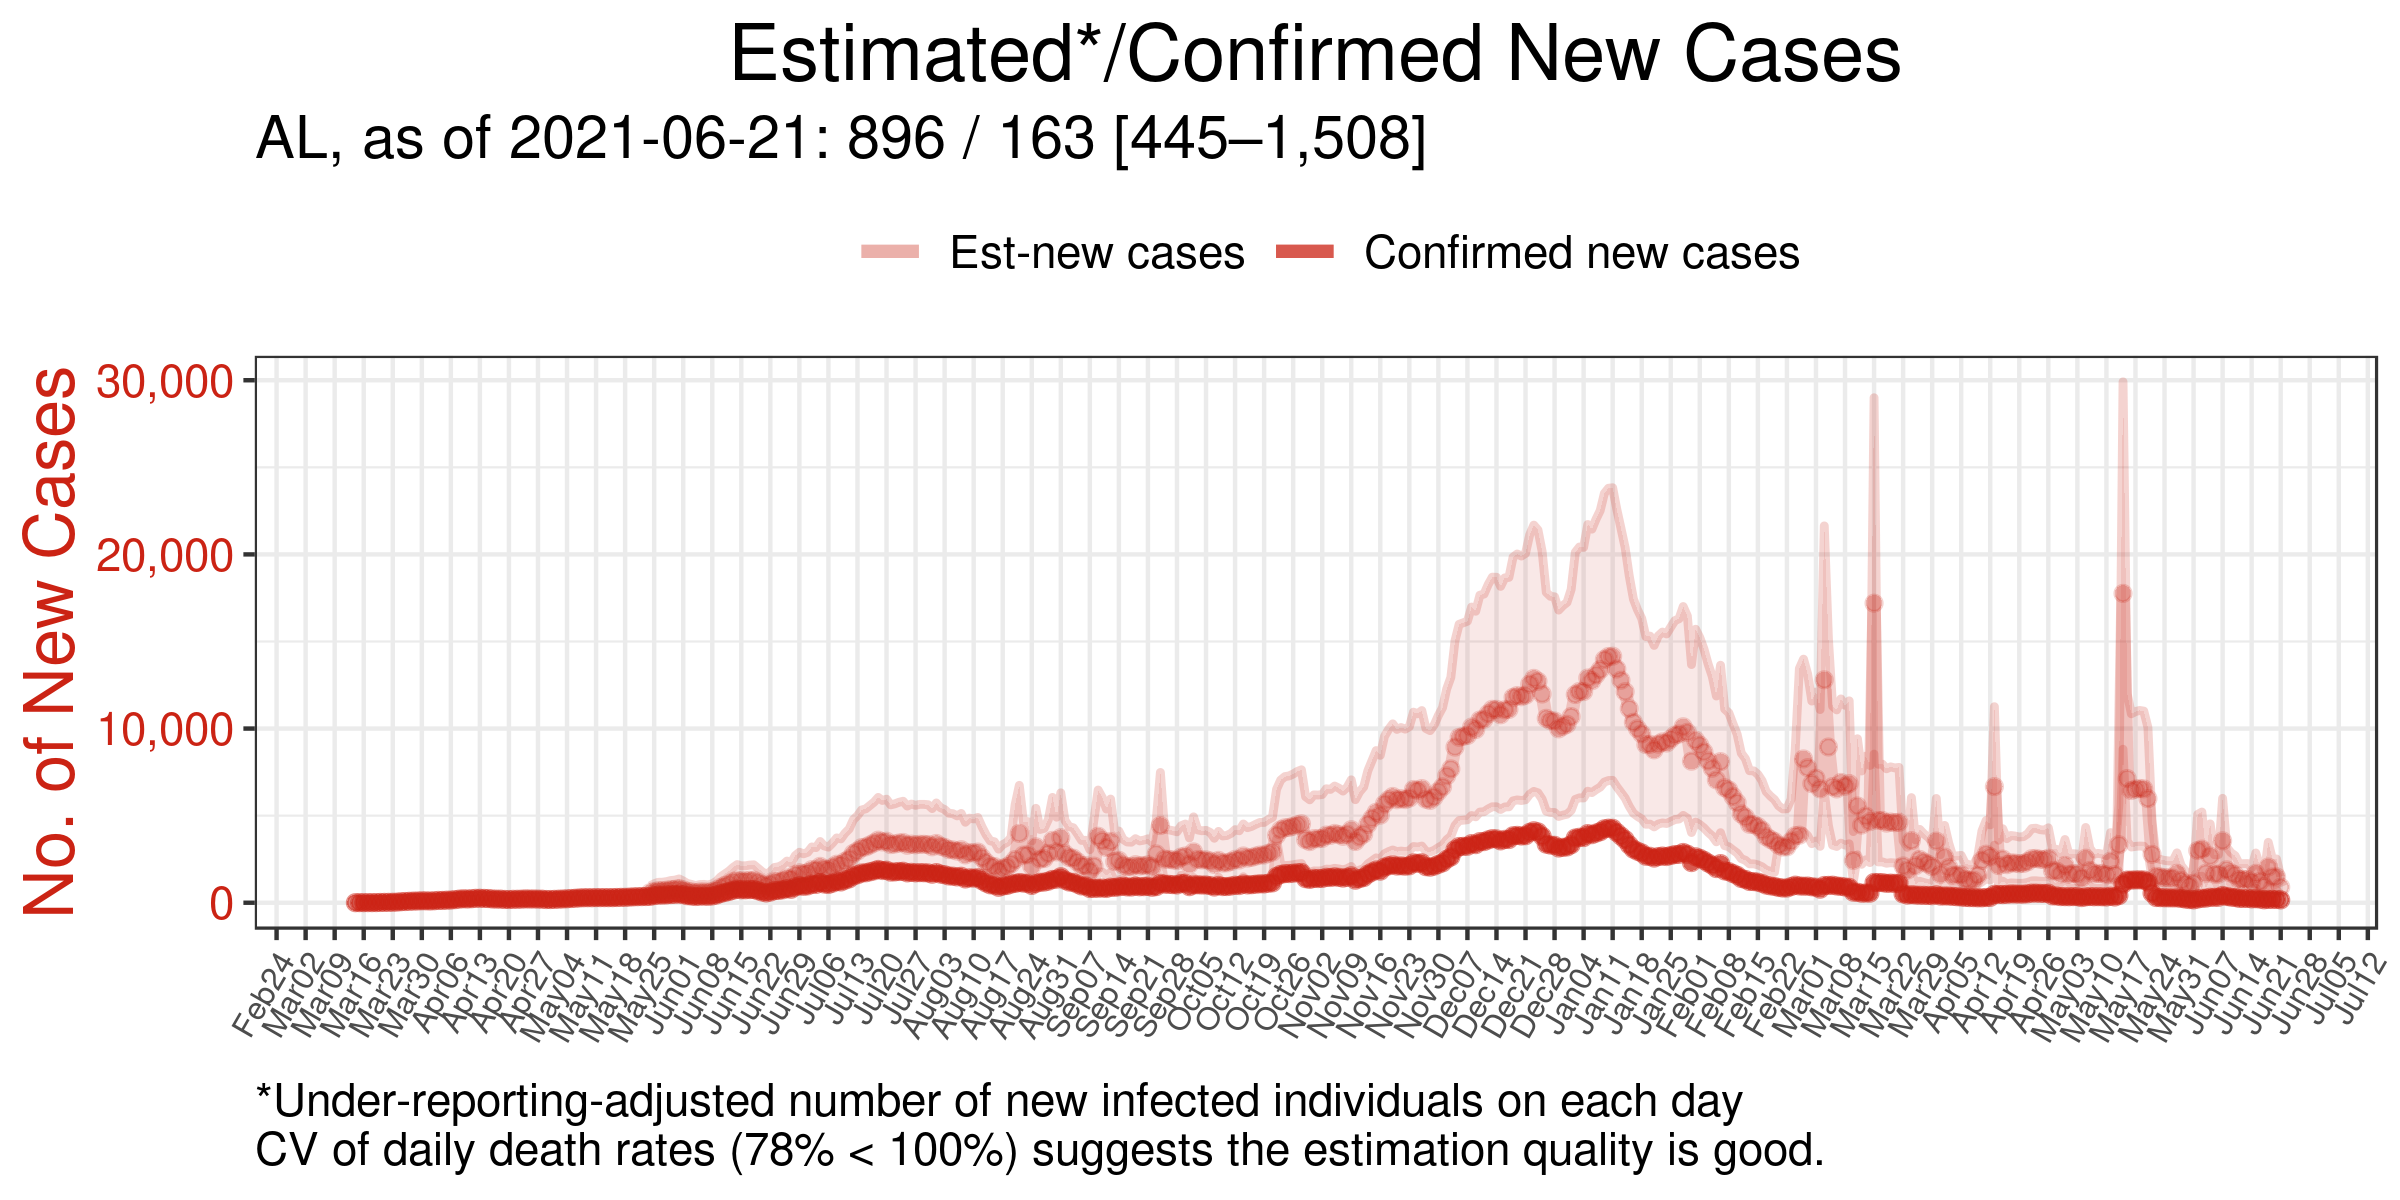 Estimated*/Confirmed New Cases
AL, as of 2021-06-21: 896 / 163 [445–1,508]
Est-new cases Confirmed new cases
No. of New Cases
30,000
20,000
10,000
0
Feb24 Mar02 Mar09 Mar16 Mar23 Mar30 Apr06 Apr13 Apr20 Apr27 May04 May11 May18 May25 Jun01 Jun08 Jun15 Jun22 Jun29 Jul06 Jul13 Jul20 Jul27 Aug03 Aug10 Aug17 Aug24 Aug31 Sep07 Sep14 Sep21 Sep28 Oct05 Oct12 Oct19 Oct26 Nov02 Nov09 Nov16 Nov23 Nov30 Dec07 Dec14 Dec21 Dec28 Jan04 Jan11 Jan18 Jan25 Feb01 Feb08 Feb15 Feb22 Mar01 Mar08 Mar15 Mar22 Mar29 Apr05 Apr12 Apr19 Apr26 May03 May10 May17 May24 May31 Jun07 Jun14 Jun21 Jun28 Jul05 Jul12
*Under-reporting-adjusted number of new infected individuals on each day
CV of daily death rates (78% < 100%) suggests the estimation quality is good.